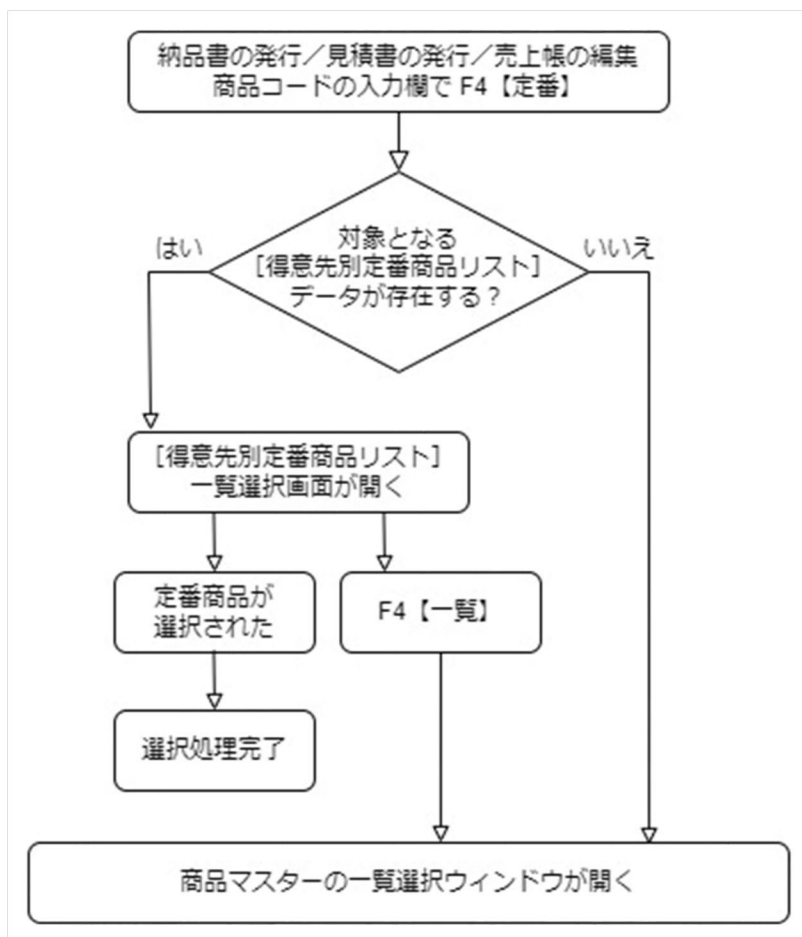 納品書の発行／見積書の発行／売上帳の編集
商品コードの入力欄で F4【定番】
はい
対象となる
［得意先別定番商品リスト］
データが存在する？
いいえ
［得意先別定番商品リスト］
一覧選択画面が開く
定番商品が
選択された
F4【一覧】
選択処理完了
商品マスターの一覧選択ウィンドウが開く